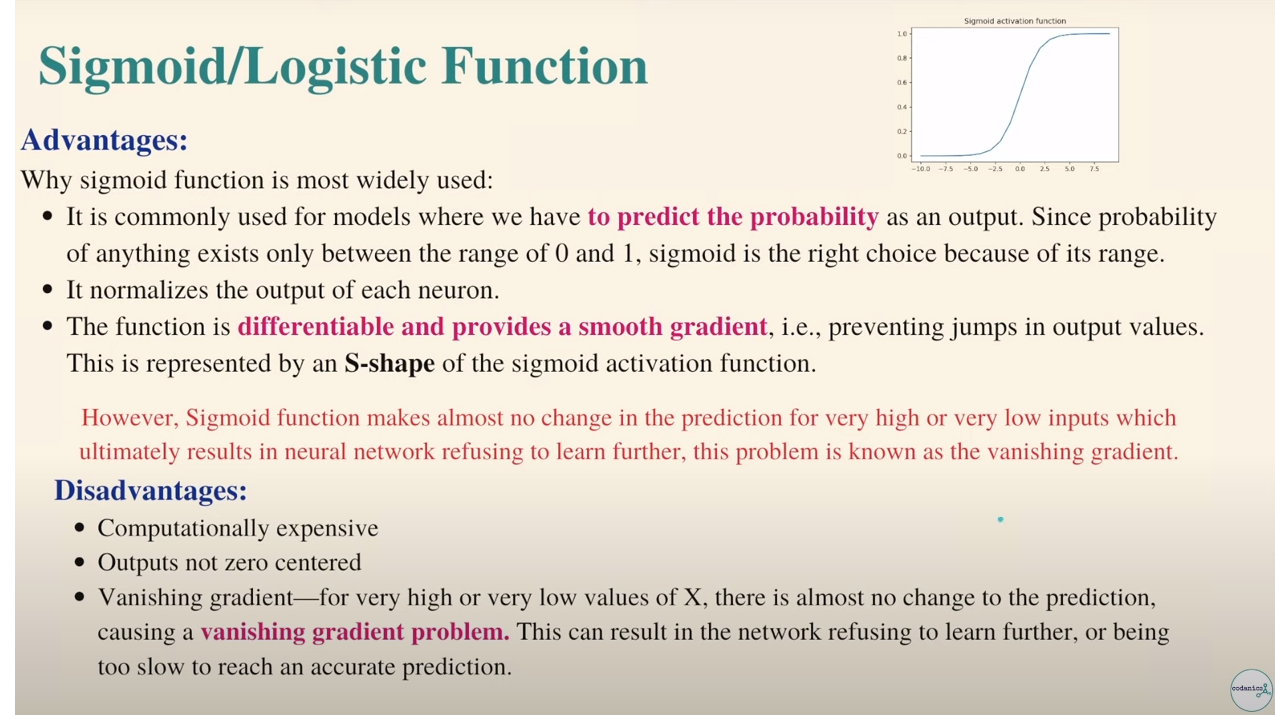 Sigmoid/Logistic Function
Sigmoid activation function
1.0
0.8
0.6
0.4
0.2
0.0
−10.0 −7.5 −5.0 −2.5 0.0 2.5 5.0 7.5
Advantages:
Why sigmoid function is most widely used:
• It is commonly used for models where we have to predict the probability as an output. Since probability
of anything exists only between the range of 0 and 1, sigmoid is the right choice because of its range.
• It normalizes the output of each neuron.
• The function is differentiable and provides a smooth gradient, i.e., preventing jumps in output values.
This is represented by an S-shape of the sigmoid activation function.
However, Sigmoid function makes almost no change in the prediction for very high or very low inputs which
ultimately results in neural network refusing to learn further, this problem is known as the vanishing gradient.
Disadvantages:
• Computationally expensive
• Outputs not zero centered
• Vanishing gradient—for very high or very low values of X, there is almost no change to the prediction,
causing a vanishing gradient problem. This can result in the network refusing to learn further, or being
too slow to reach an accurate prediction.
codanics